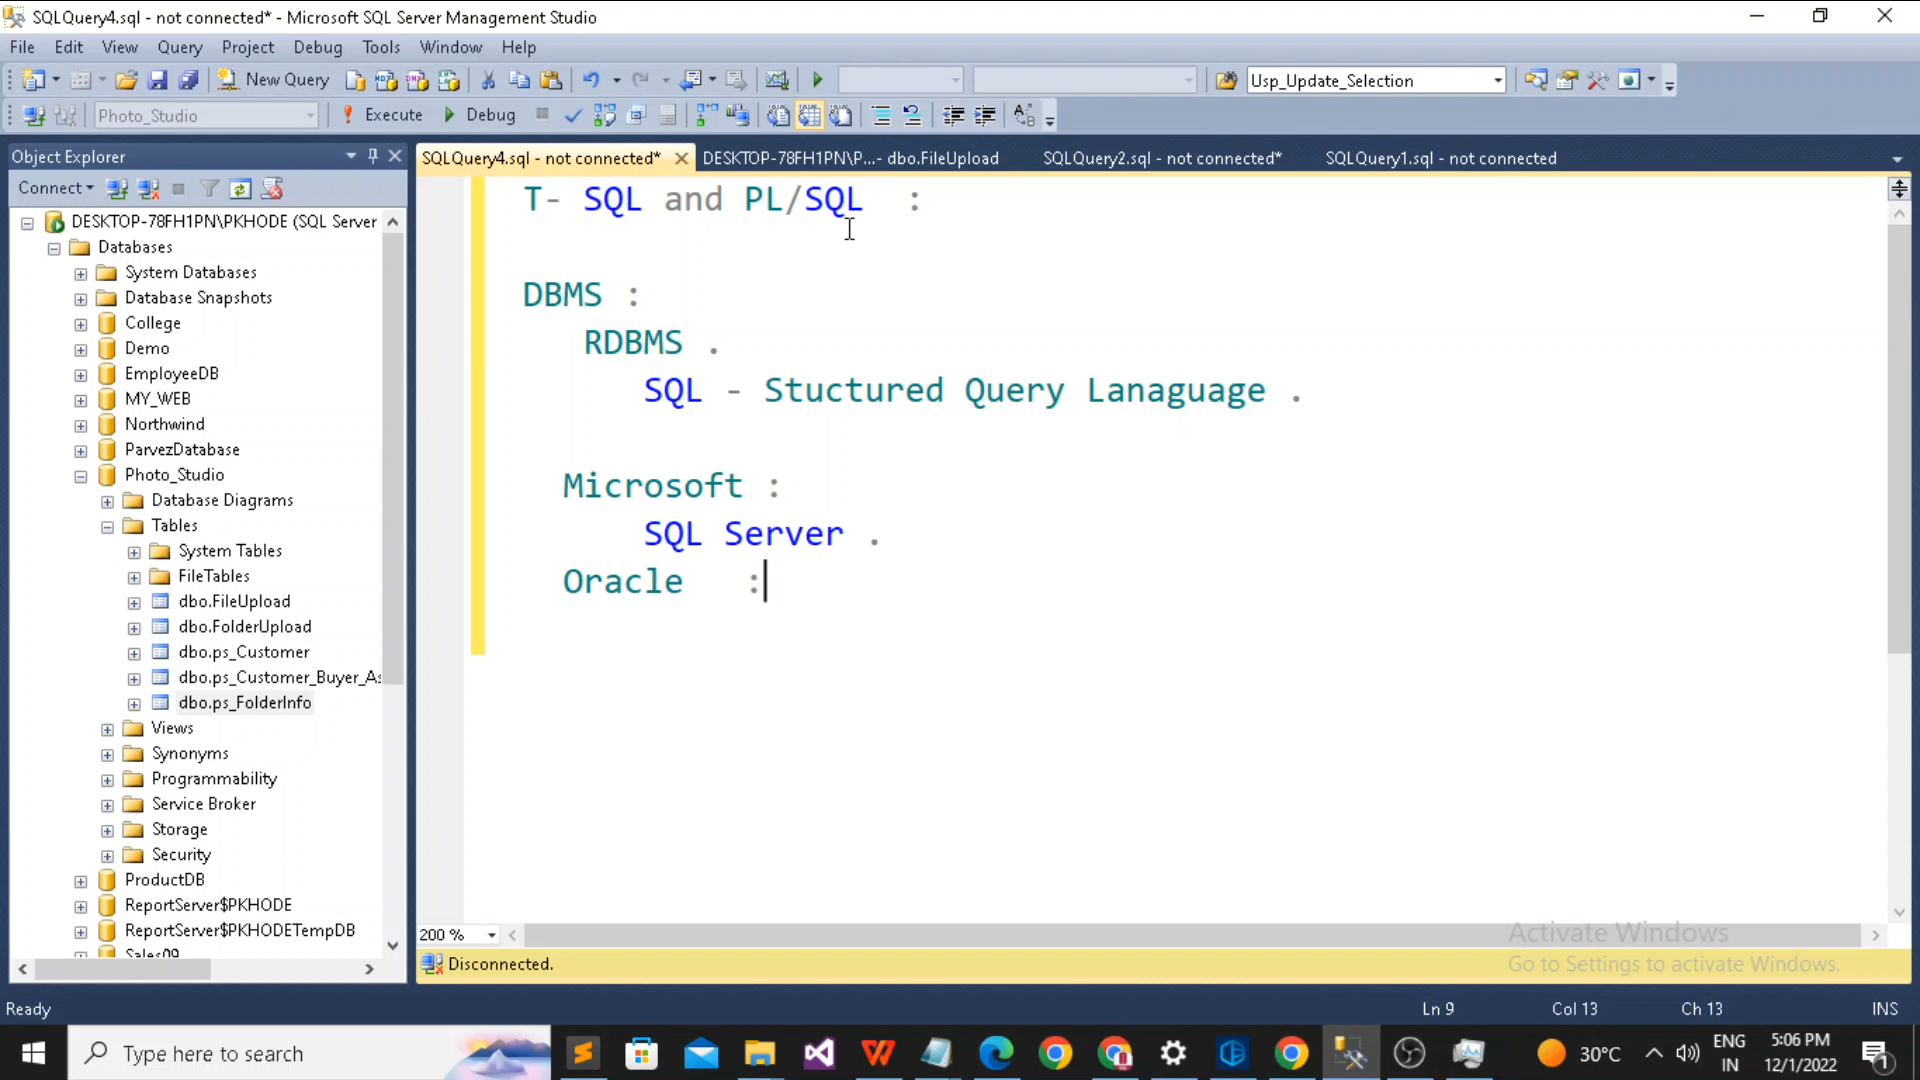 SQLQuery4.sql - not connected* - Microsoft SQL Server Management Studio
File Edit View Query Project Debug Tools Window Help
New Query Usp_Update_Selection
Photo_Studio Execute Debug
Object Explorer
SQLQuery4.sql - not connected* DESKTOP-78FH1PN\P...- dbo.FileUpload SQLQuery2.sql - not connected* SQLQuery1.sql - not connected
Connect
DESKTOP-78FH1PN\PKHODE (SQL Server
Databases
System Databases
Database Snapshots
College
Demo
EmployeeDB
MY_WEB
Northwind
ParvezDatabase
Photo_Studio
Database Diagrams
Tables
System Tables
FileTables
dbo.FileUpload
dbo.FolderUpload
dbo.ps_Customer
dbo.ps_Customer_Buyer_As
dbo.ps_FolderInfo
Views
Synonyms
Programmability
Service Broker
Storage
Security
ProductDB
ReportServer$PKHODE
ReportServer$PKHODETempDB
Sales09
T- SQL and PL/SQL :
DBMS :
RDBMS .
SQL - Stuctured Query Lanaguage .
Microsoft :
SQL Server .
Oracle :
200 %
Disconnected.
Activate Windows
Go to Settings to activate Windows.
Ready Ln 9 Col 13 Ch 13 INS
Type here to search
30°C
ENG
IN
5:06 PM
12/1/2022
1